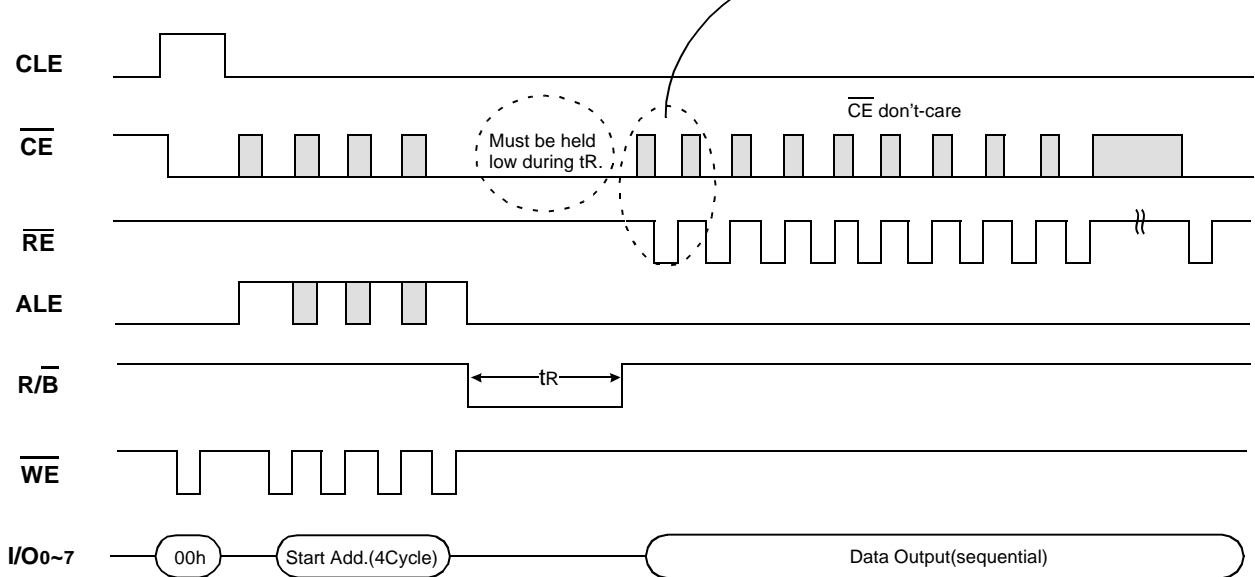 CLE
CE don't-care
CE
Must be held
low during tR.
RE
ALE
R/B
tR
WE
I/O0~7
00h
Start Add.(4Cycle)
Data Output(sequential)